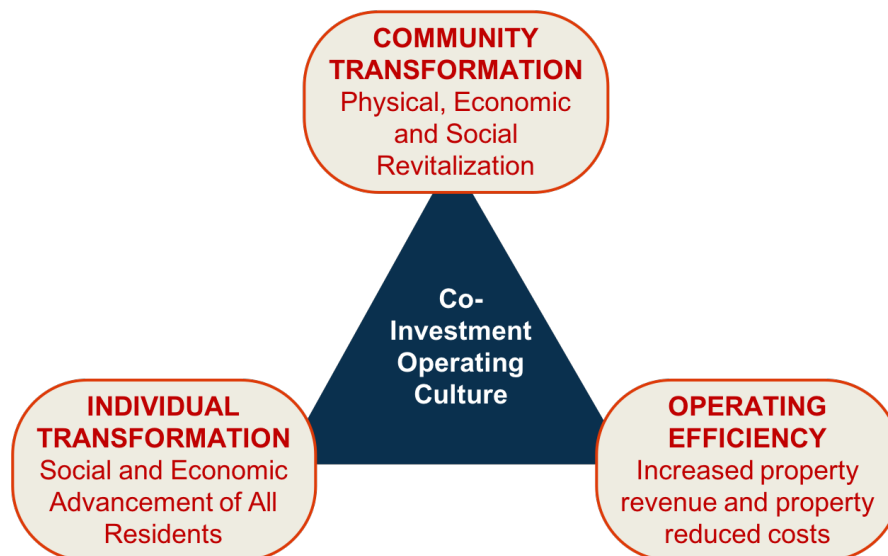 COMMUNITY
TRANSFORMATION
Physical, Economic
and Social
Revitalization
Co-
Investment
Operating
Culture
INDIVIDUAL
TRANSFORMATION
Social and Economic
Advancement of All
Residents
OPERATING
EFFICIENCY
Increased property
revenue and property
reduced costs